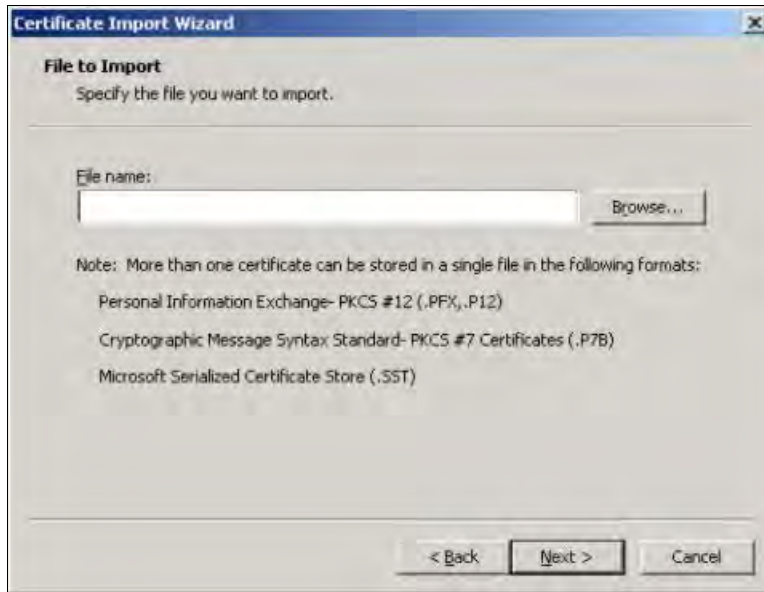 Certificate Import Wizard
File to Import
Specify the file you want to import.
File name:
Browse...
Note: More than one certificate can be stored in a single file in the following formats:
Personal Information Exchange- PKCS #12 (.PFX,.P12)
Cryptographic Message Syntax Standard- PKCS #7 Certificates (.P7B)
Microsoft Serialized Certificate Store (.SST)
< Back Next > Cancel